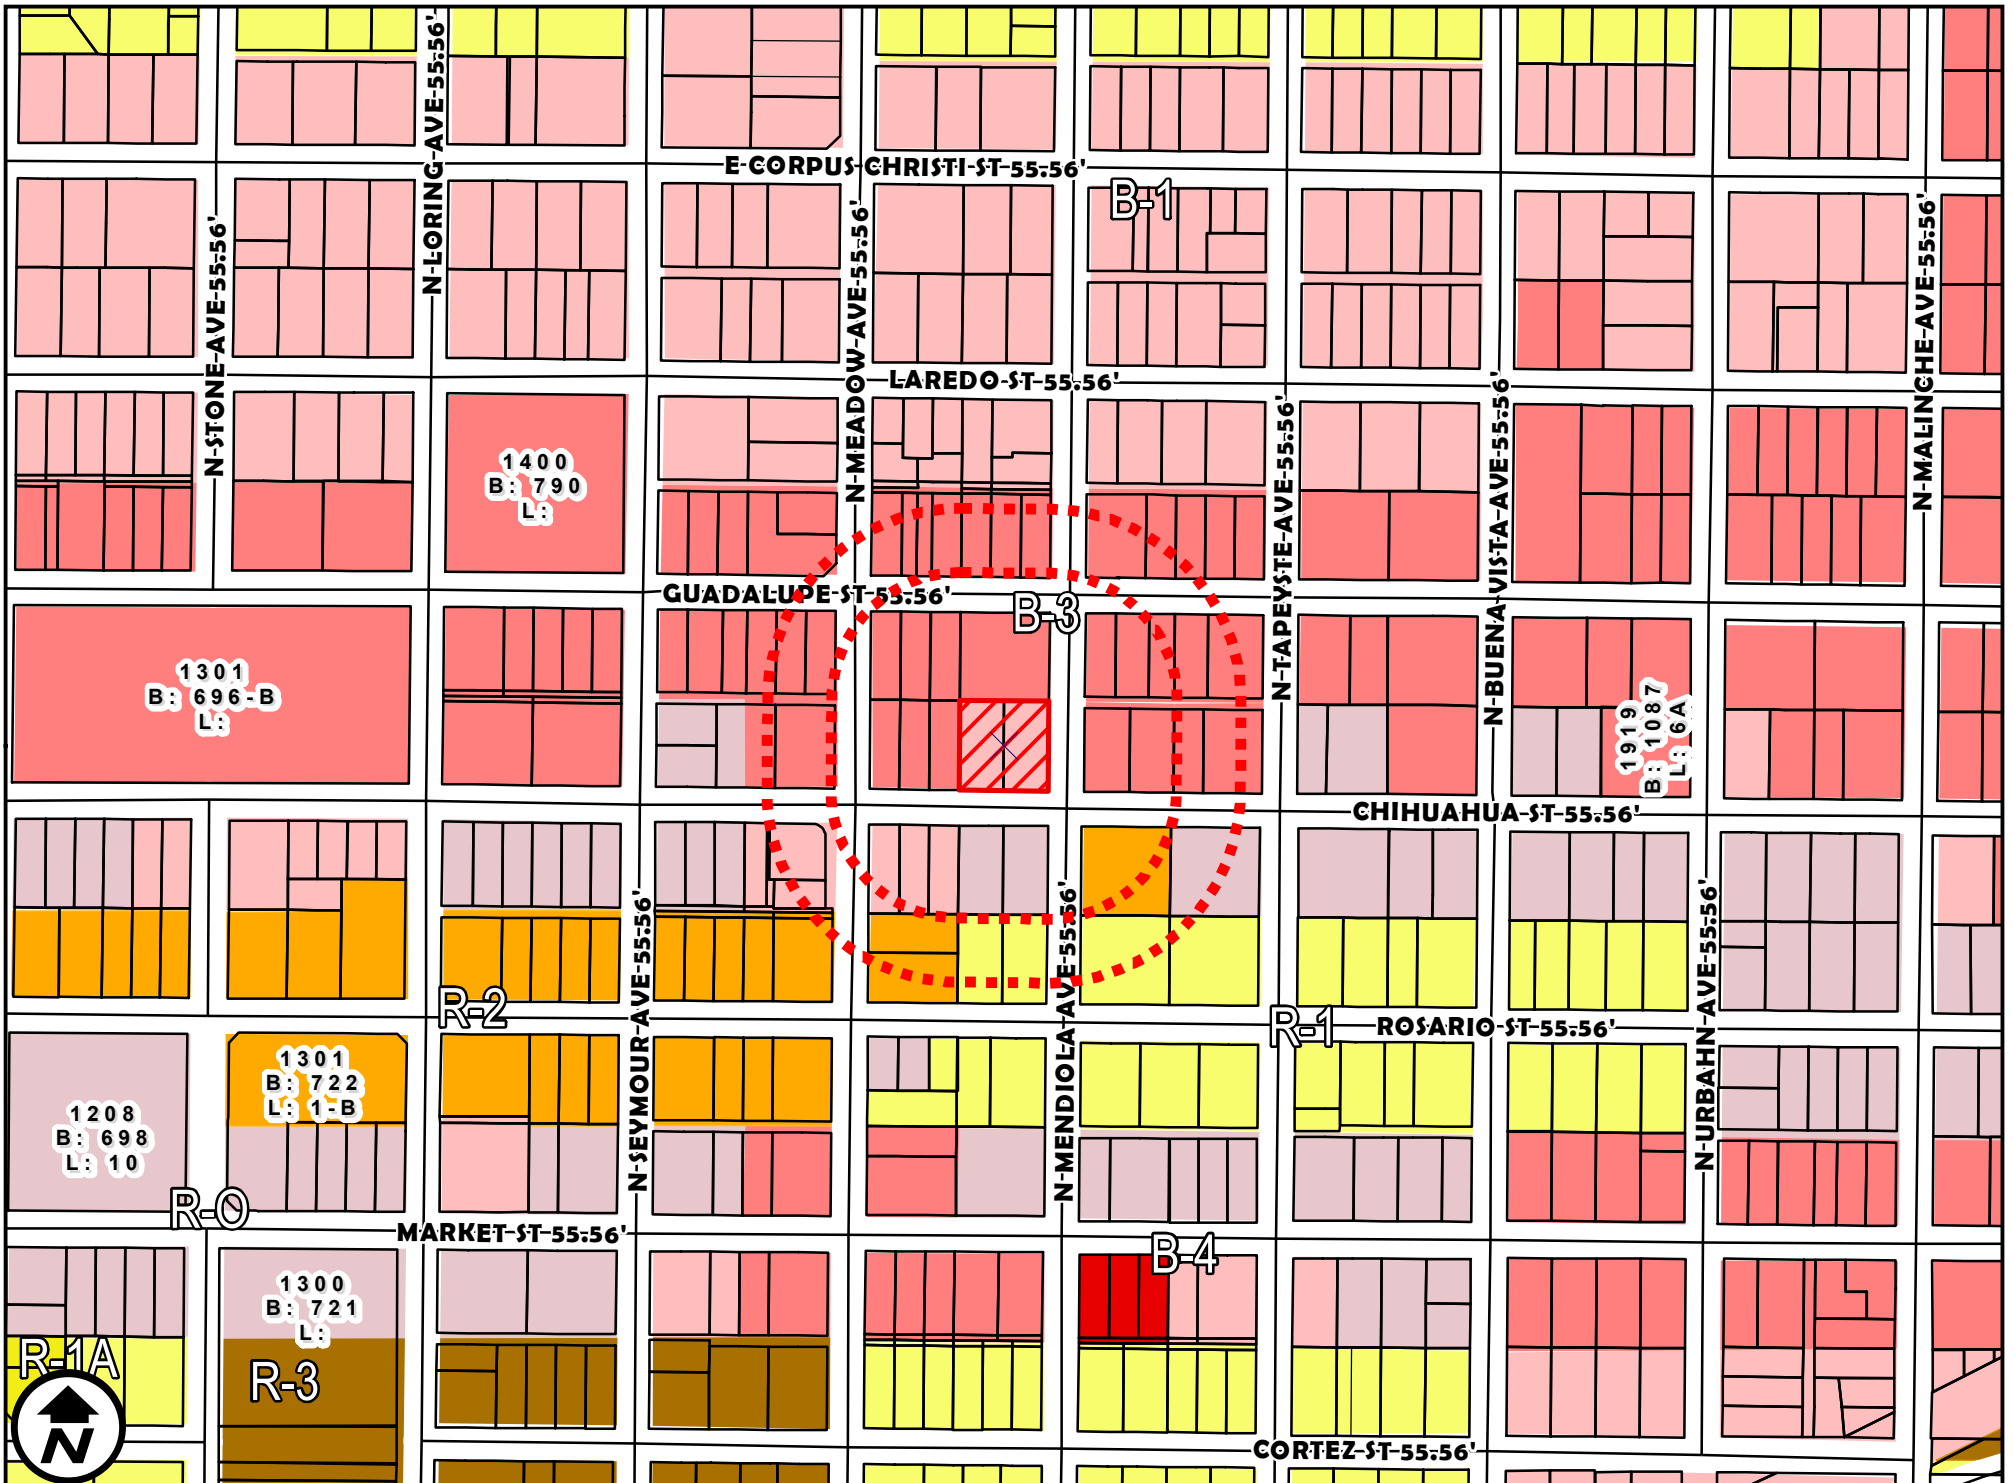 N LORING AVE 55.56'
E CORPUS CHRISTI ST 55.56'
B-1
N STONE AVE 55.56'
N MEADOW AVE 55.56'
N MALINCHE AVE 55.56'
LAREDO ST 55.56'
N TAPEYSTE AVE 55.56'
N BUENA VISTA AVE 55.56'
1400
B: 790
L:
GUADALUPE ST 55.56'
B-3
1301
B: 696-B
L:
1919
B: 1087
L: 6A
CHIHUAHUA ST 55.56'
N SEYMOUR AVE 55.56'
N MENDIOLA AVE 55.56'
N URBAHN AVE 55.56'
R-2
R-1
ROSARIO ST 55.56'
1301
B: 722
L: 1-B
1208
B: 698
L: 10
R-O
MARKET ST 55.56'
B-4
1300
B: 721
L:
R-1A
R-3
N
CORTEZ ST 55.56'